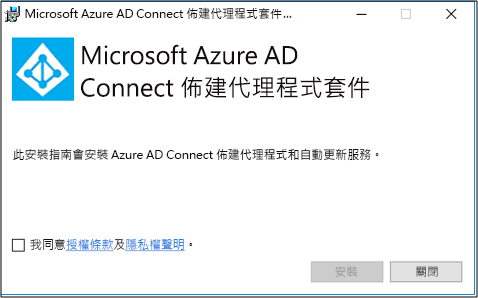 Microsoft Azure AD Connect 佈建代理程式套件...
Microsoft Azure AD
Connect 佈建代理程式套件
此安裝指南會安裝 Azure AD Connect 佈建代理程式和自動更新服務。
我同意授權條款及隱私權聲明。
安裝 關閉